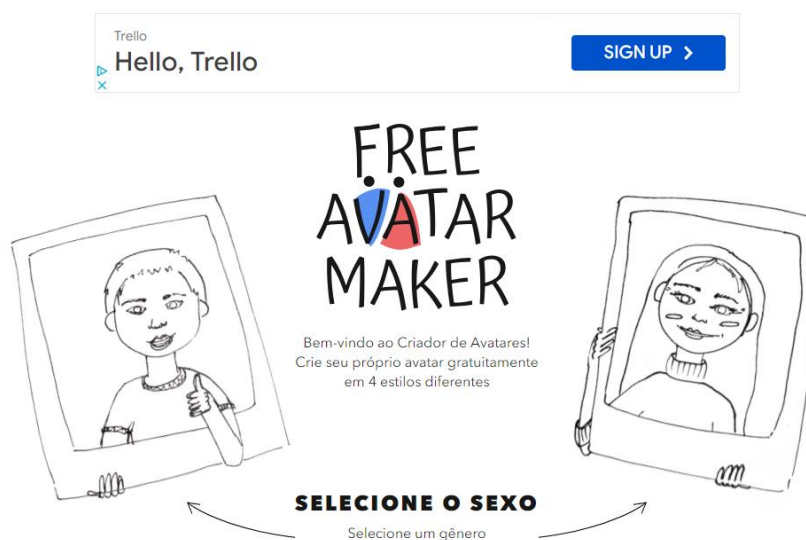 Trello
Hello, Trello
SIGN UP
FREE
AVATAR
MAKER
Bem-vindo ao Criador de Avatares!
Crie seu próprio avatar gratuitamente
em 4 estilos diferentes
SELECIONE O SEXO
Selecione um gênero